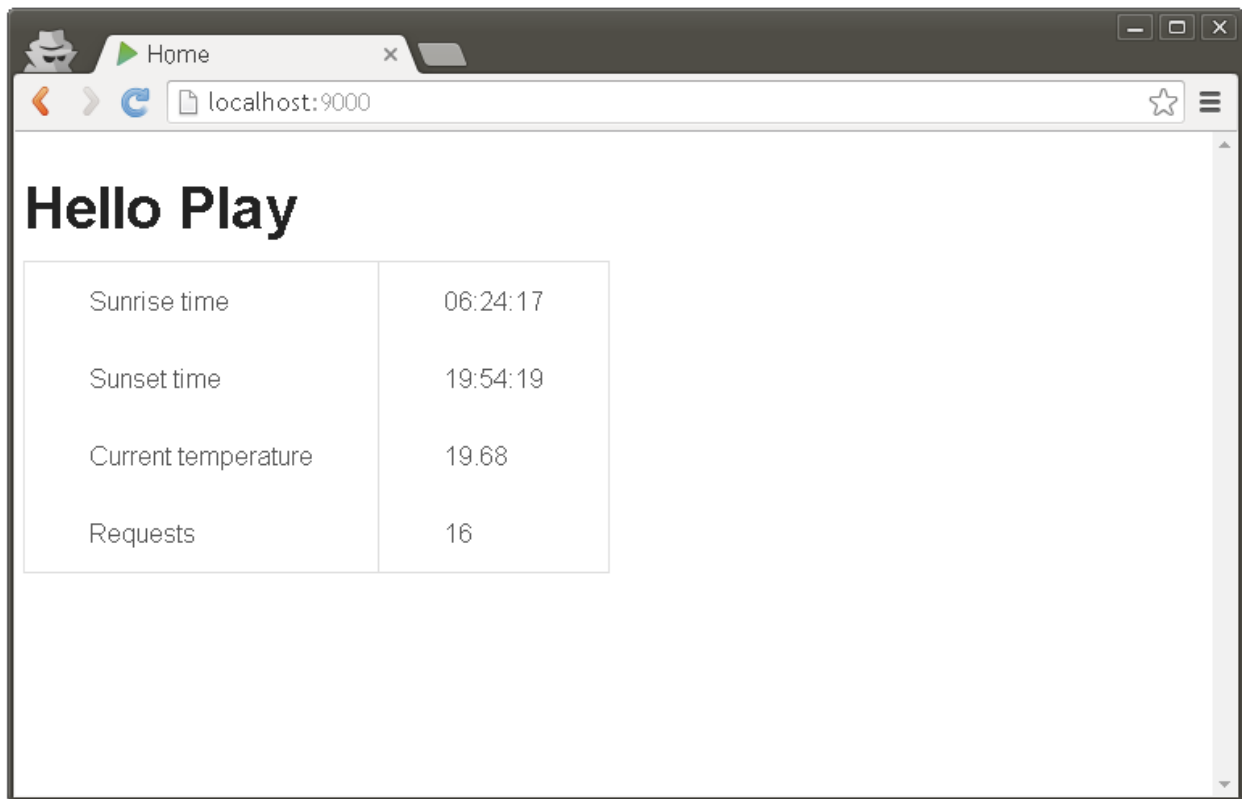 Home
localhost:9000
Hello Play
Sunrise time 06:24:17
Sunset time 19:54:19
Current temperature 19.68
Requests 16